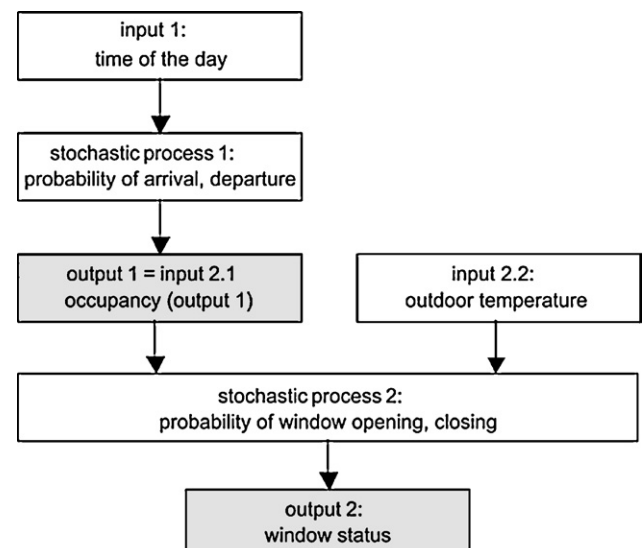 input 1:
time of the day
stochastic process 1:
probability of arrival, departure
output 1 = input 2.1
occupancy (output 1)
input 2.2:
outdoor temperature
stochastic process 2:
probability of window opening, closing
output 2:
window status